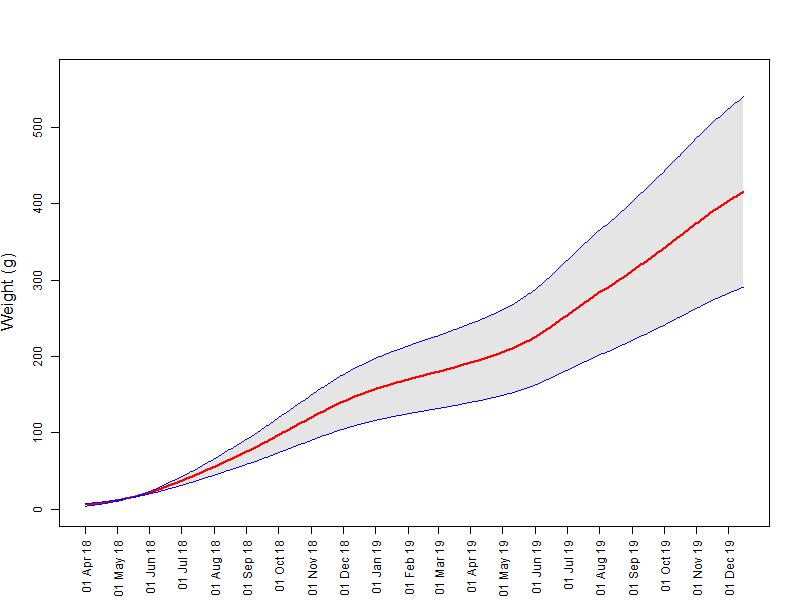 Weight (g)
500
400
300
200
100
0
01 Apr 18
01 May 18
01 Jun 18
01 Jul 18
01 Aug 18
01 Sep 18
01 Oct 18
01 Nov 18
01 Dec 18
01 Jan 19
01 Feb 19
01 Mar 19
01 Apr 19
01 May 19
01 Jun 19
01 Jul 19
01 Aug 19
01 Sep 19
01 Oct 19
01 Nov 19
01 Dec 19